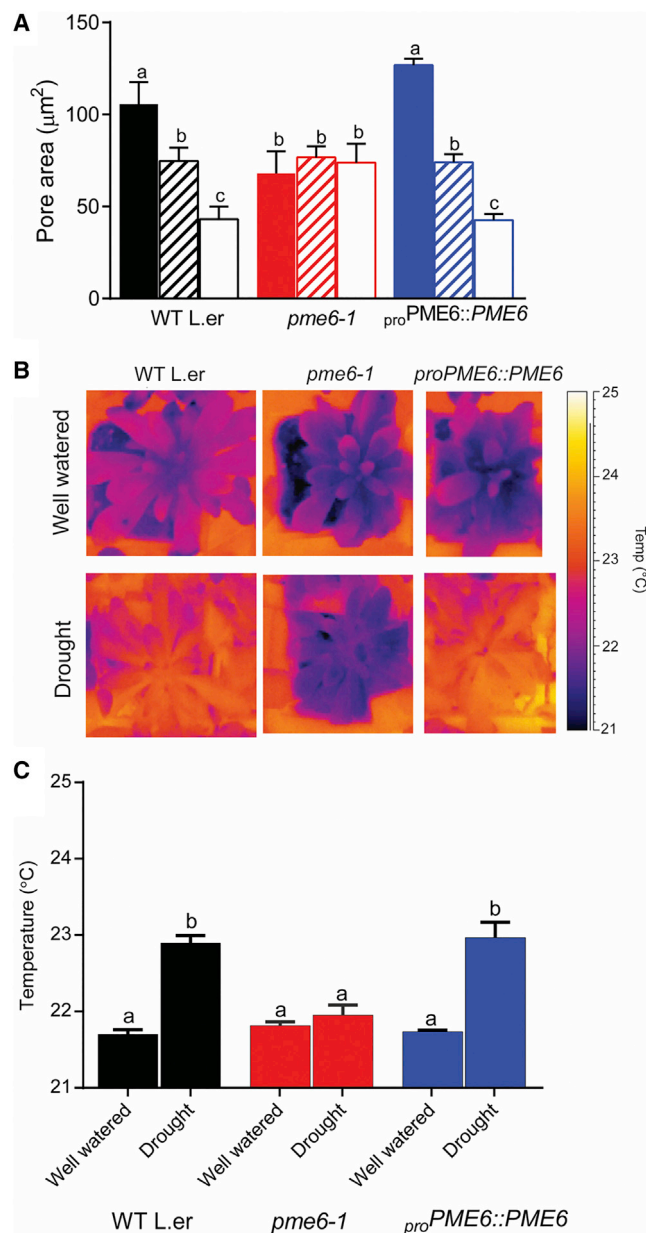 A
Pore area (μm²)
150
100
50
0
a
b
c
b
b
b
a
b
c
WT L.er
pme6-1
proPME6::PME6
B
WT L.er
pme6-1
proPME6::PME6
Well watered
Drought
25
24
23
22
21
Temp (°C)
C
Temperature (°C)
25
24
23
22
21
a
b
a
a
a
b
Well watered
Drought
Well watered
Drought
Well watered
Drought
WT L.er
pme6-1
proPME6::PME6